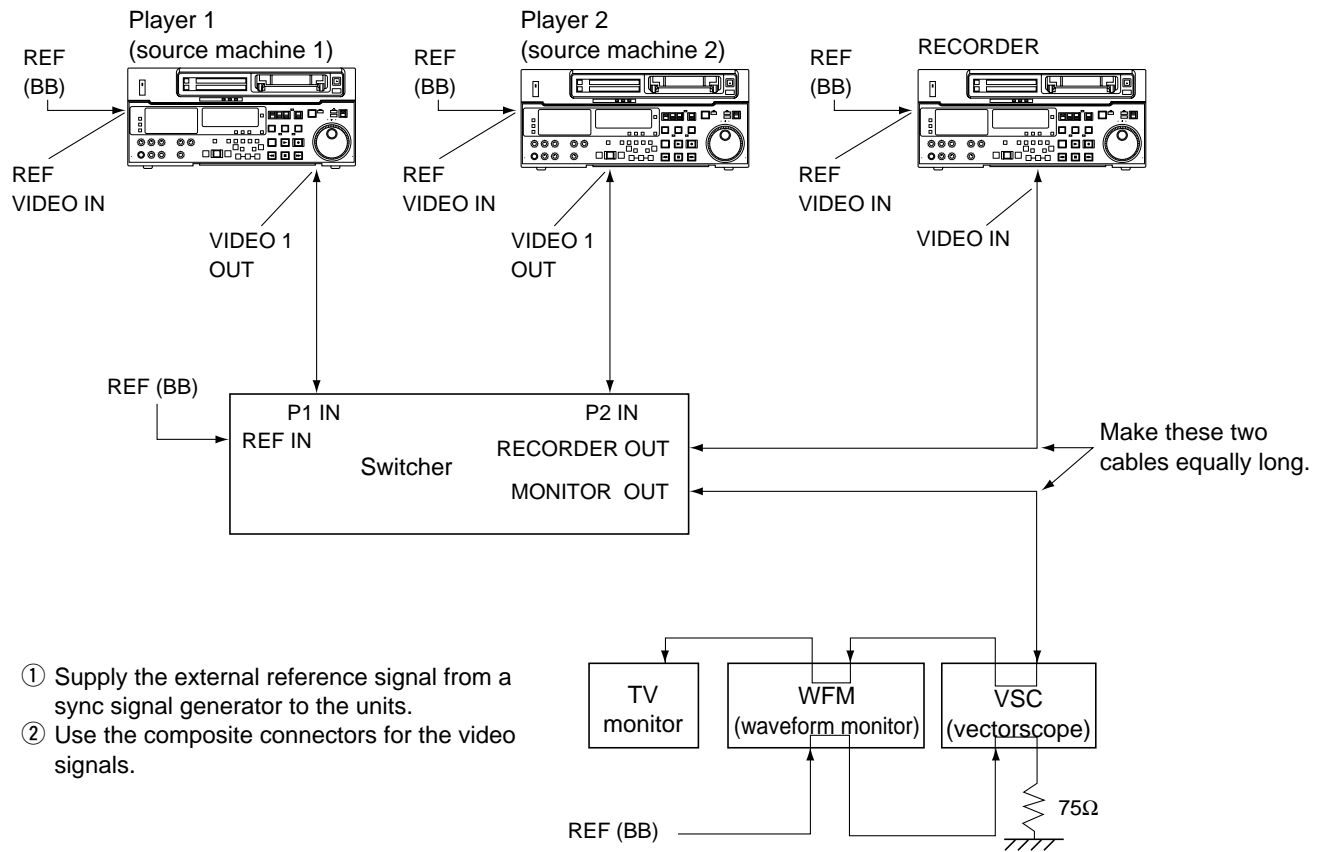 Player 1
(source machine 1)
REF
(BB)
REF
VIDEO IN
VIDEO 1
OUT
Player 2
(source machine 2)
REF
(BB)
REF
VIDEO IN
VIDEO 1
OUT
RECORDER
REF
(BB)
REF
VIDEO IN
VIDEO IN
REF (BB)
P1 IN
P2 IN
REF IN
RECORDER OUT
Switcher
MONITOR OUT
Make these two
cables equally long.
① Supply the external reference signal from a
sync signal generator to the units.
② Use the composite connectors for the video
signals.
TV
monitor
WFM
(waveform monitor)
VSC
(vectorscope)
75Ω
REF (BB)